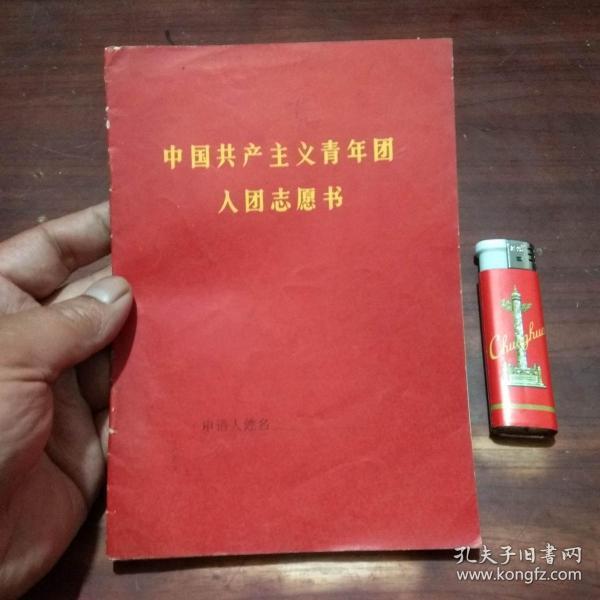 中国共产主义青年团
入团志愿书
申请人姓名
Chunghua
孔夫子旧書网
www.kongfz.com